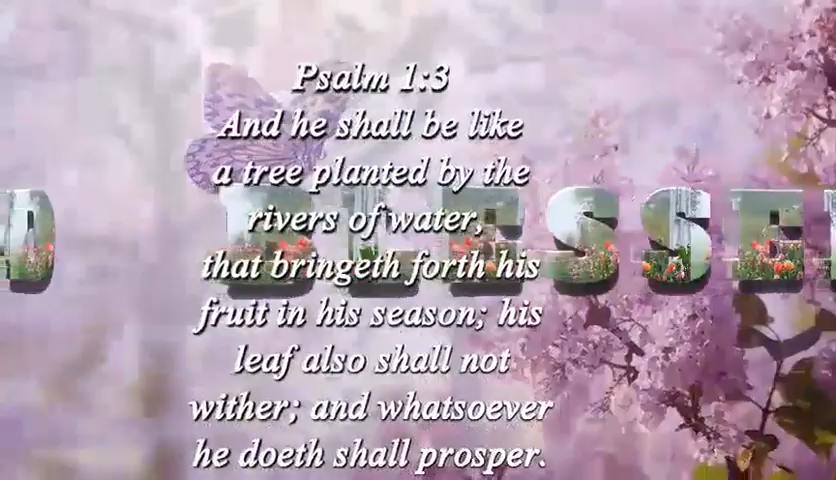 Psalm 1:3
And he shall be like
a tree planted by the
rivers of water,
that bringeth forth his
fruit in his season; his
leaf also shall not
wither; and whatsoever
he doeth shall prosper.
D BLESSE